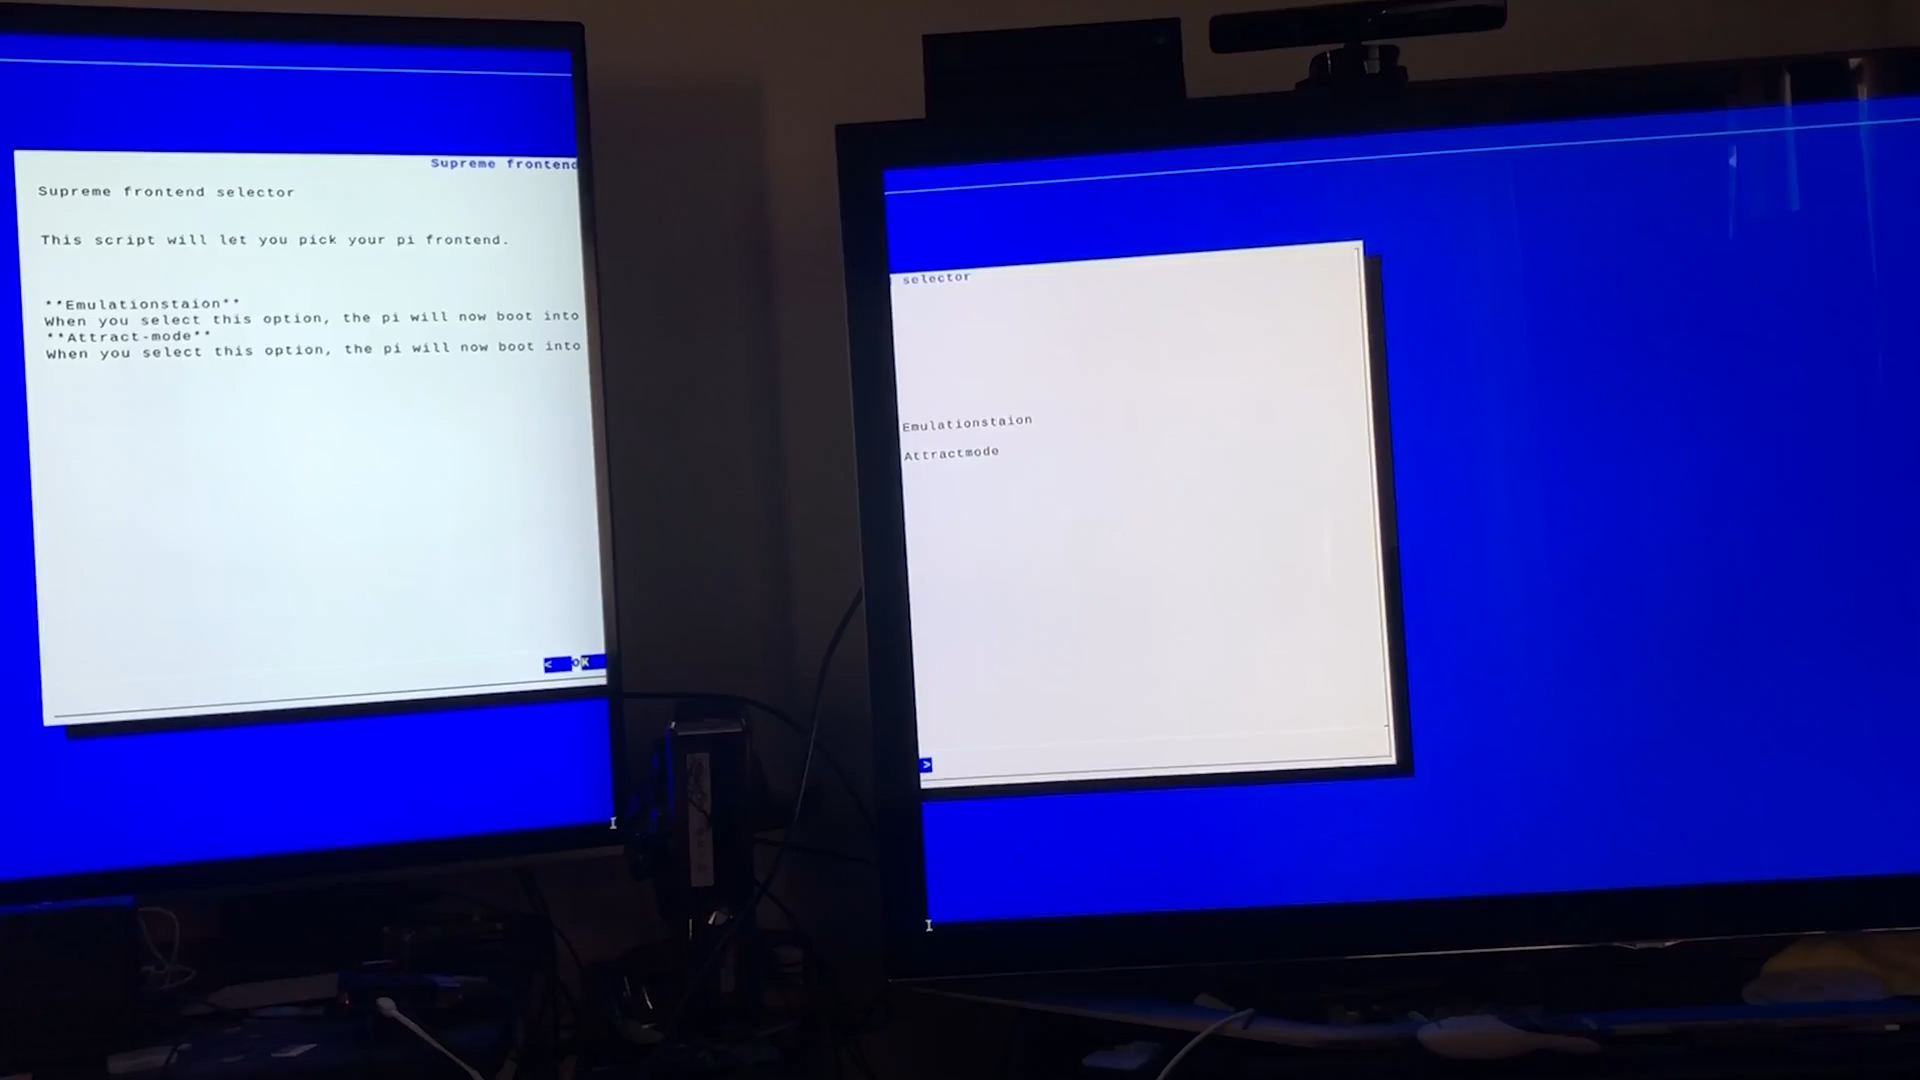 Supreme frontend
Supreme frontend selector
This script will let you pick your pi frontend.
**Emulationstaion**
When you select this option, the pi will now boot into
**Attract-mode**
When you select this option, the pi will now boot into
< OK
selector
Emulationstaion
Attractmode
>